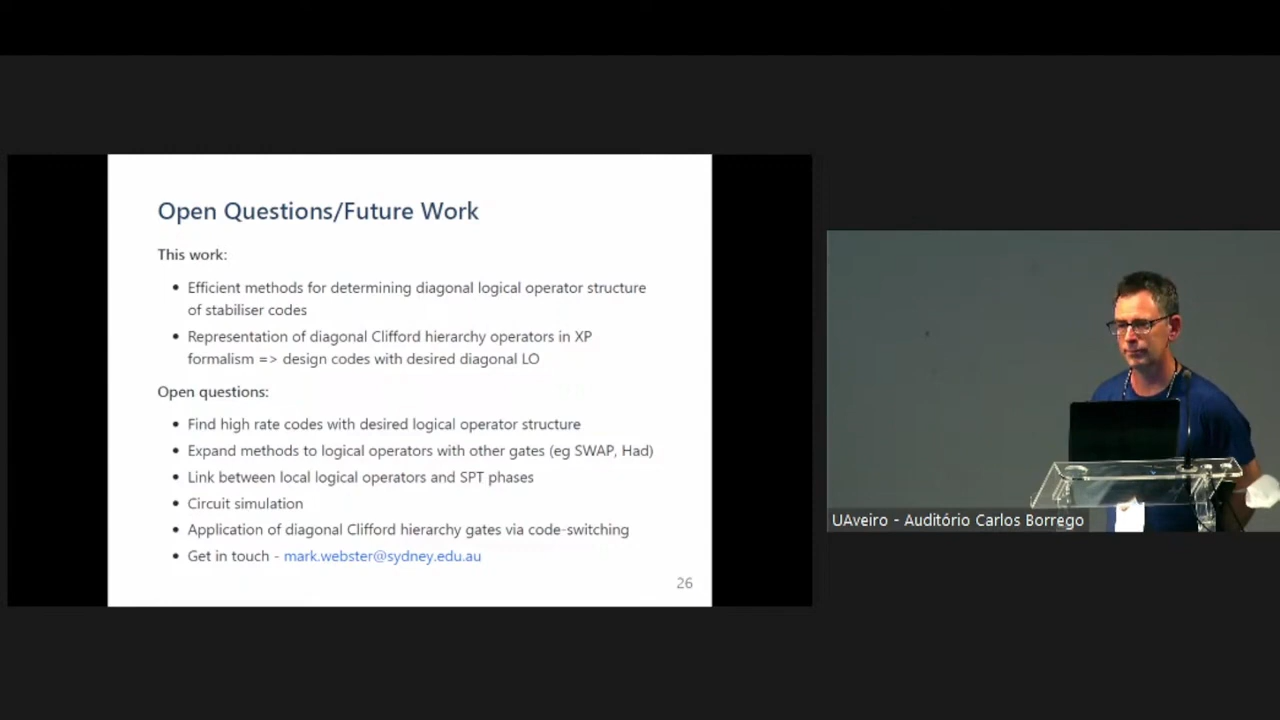 Open Questions/Future Work
This work:
• Efficient methods for determining diagonal logical operator structure
of stabiliser codes
• Representation of diagonal Clifford hierarchy operators in XP
formalism => design codes with desired diagonal LO
Open questions:
• Find high rate codes with desired logical operator structure
• Expand methods to logical operators with other gates (eg SWAP, Had)
• Link between local logical operators and SPT phases
• Circuit simulation
• Application of diagonal Clifford hierarchy gates via code-switching
• Get in touch - mark.webster@sydney.edu.au
26
UAveiro - Auditório Carlos Borrego